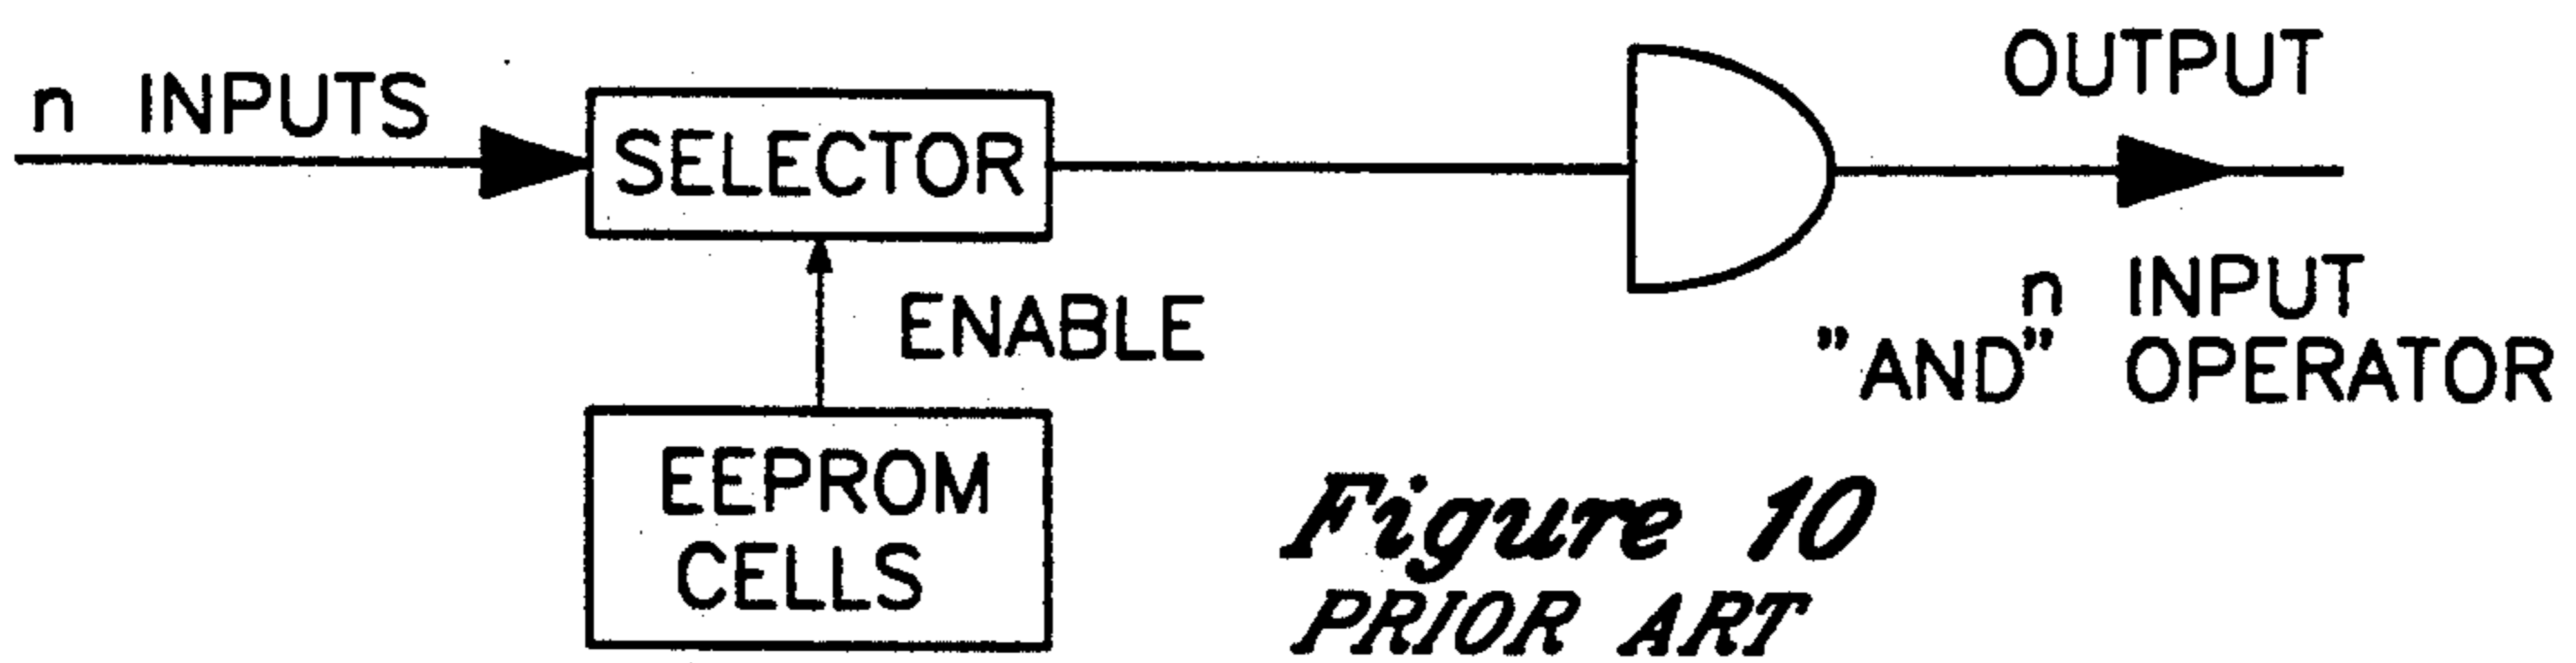 n INPUTS
SELECTOR
OUTPUT
ENABLE
n INPUT
"AND" OPERATOR
EEPROM
CELLS
Figure 10
PRIOR ART